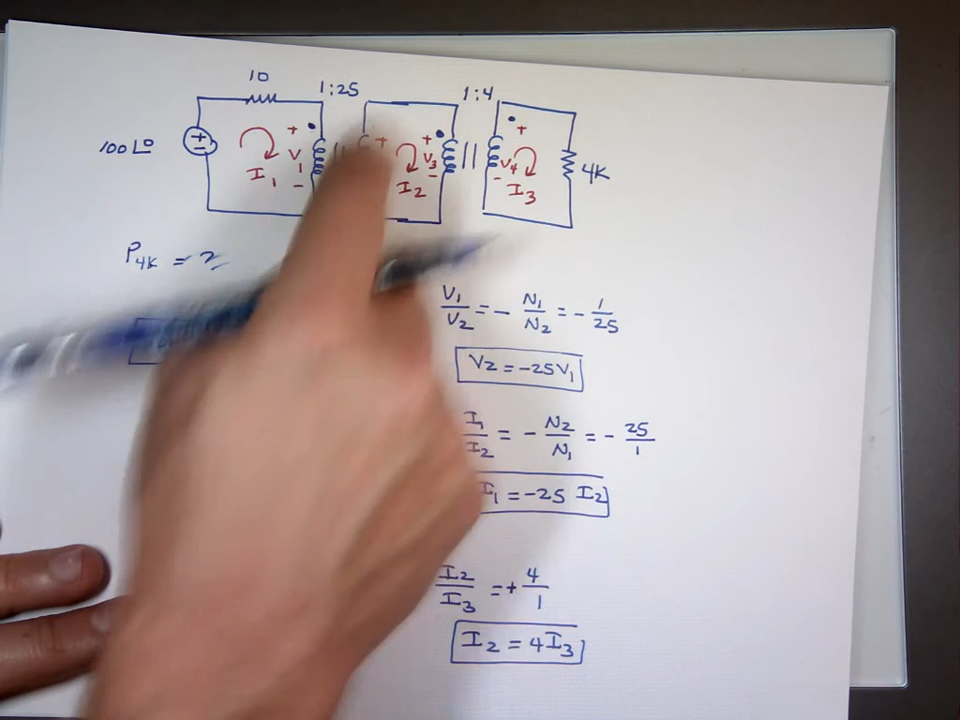 10 1:25 1:4
100∠0 + V1 - I1 + + V3 - I2 + V4 - I3 4K
P4K = ?
V1/V2 = - N1/N2 = - 1/25
V2 = -25V1
I1/I2 = - N2/N1 = - 25/1
I1 = -25 I2
I2/I3 = + 4/1
I2 = 4I3